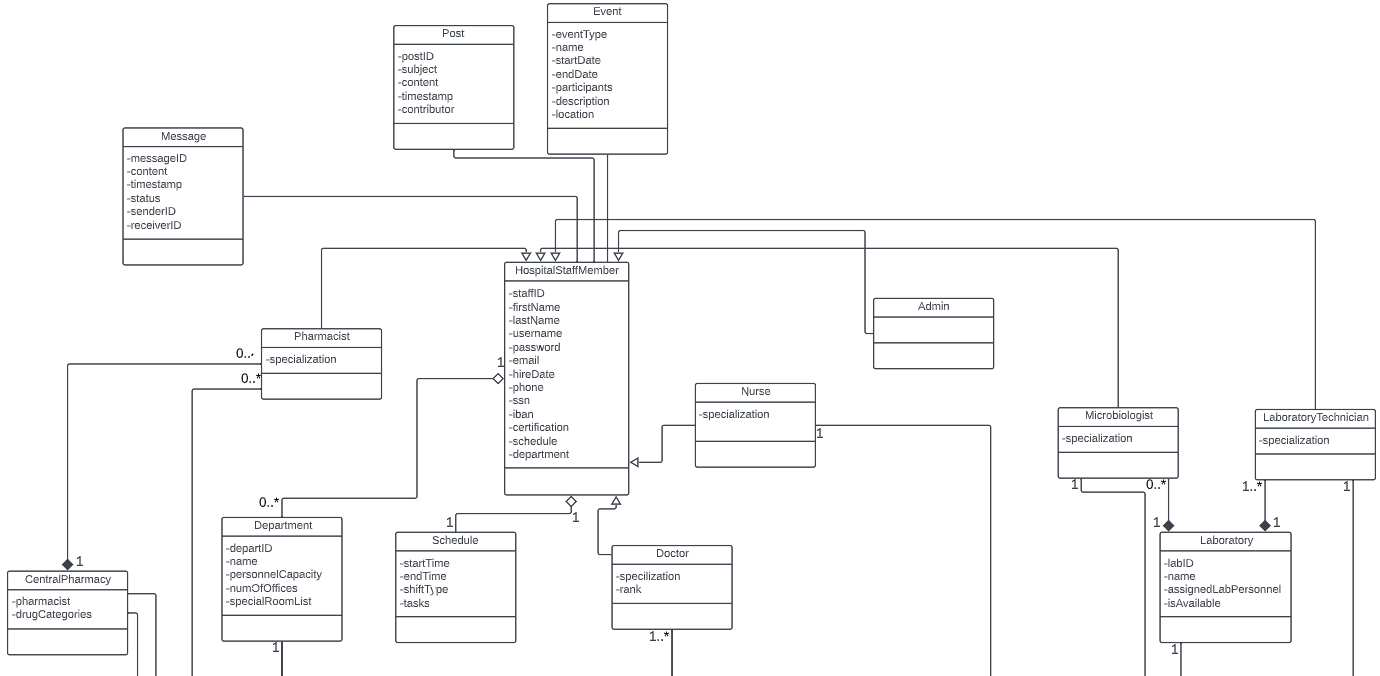 Event
-eventType
-name
-startDate
-endDate
-participants
-description
-location
Post
-postID
-subject
-content
-timestamp
-contributor
Message
-messageID
-content
-timestamp
-status
-senderID
-receiverID
HospitalStaffMember
-staffID
-firstName
-lastName
-username
-password
-email
-hireDate
-phone
-ssn
-iban
-certification
-schedule
-department
1
1
Admin
Pharmacist
-specialization
0..*
0..*
Nurse
-specialization
1
Microbiologist
-specialization
1
0..*
LaboratoryTechnician
-specialization
1..*
1
0..*
Department
-departID
-name
-personnelCapacity
-numOfOffices
-specialRoomList
1
1
Schedule
-startTime
-endTime
-shiftType
-tasks
Doctor
-specilization
-rank
1..*
1
1
Laboratory
-labID
-name
-assignedLabPersonnel
-isAvailable
1
1
CentralPharmacy
-pharmacist
-drugCategories